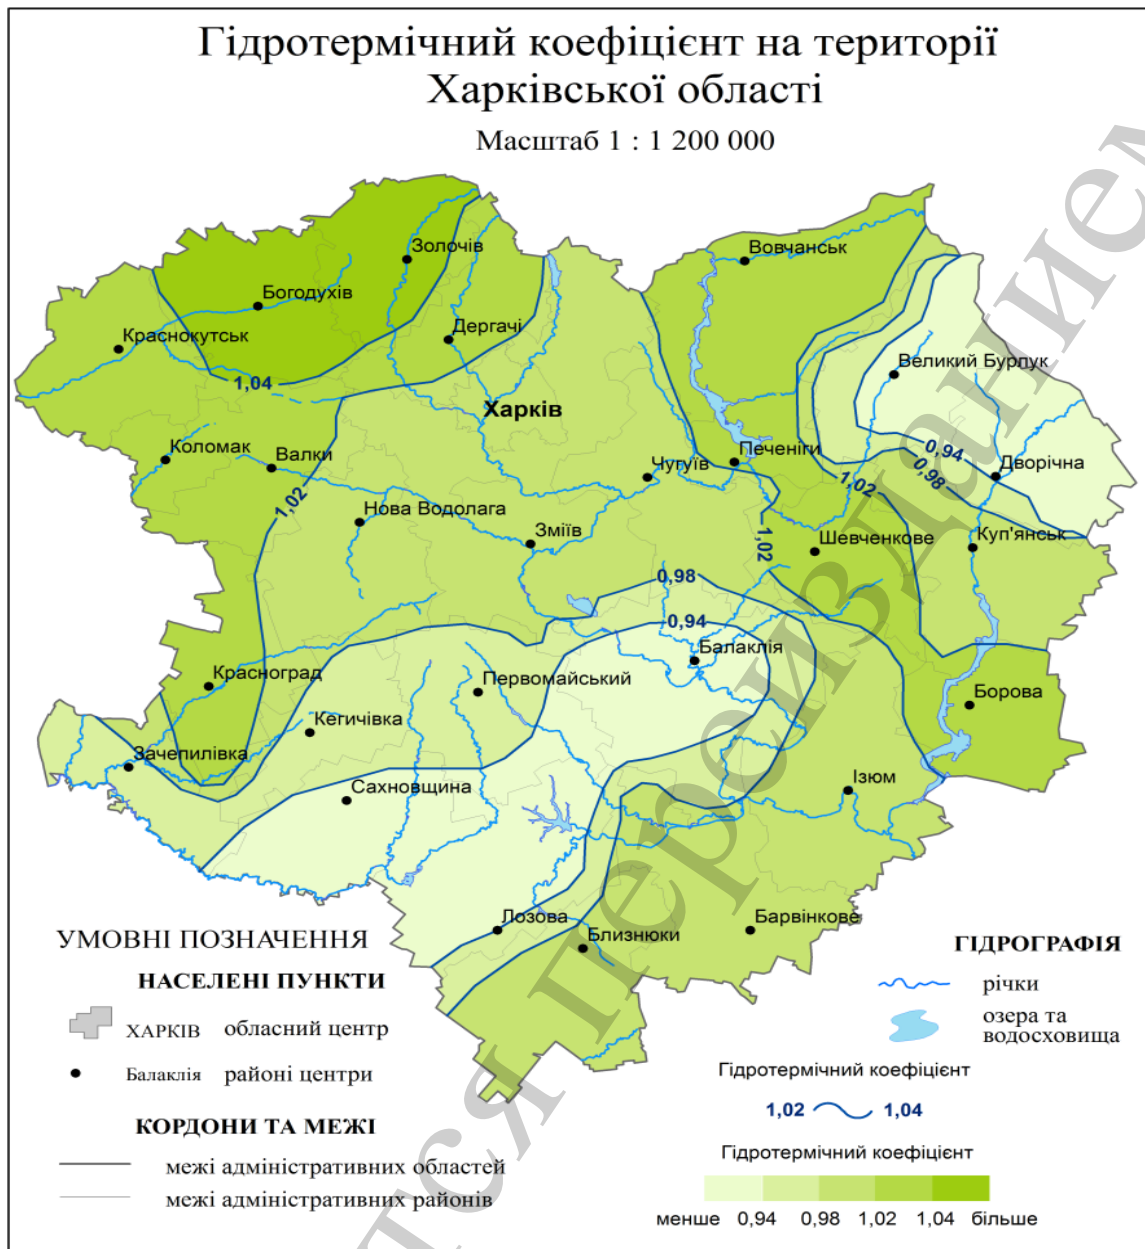 Гідротермічний коефіцієнт на території
Харківської області
Масштаб 1 : 1 200 000
Золочів
Вовчанськ
Богодухів
Краснокутськ
Дергачі
Великий Бурлук
1,04
Харків
Коломак
Валки
Печеніги
0,94
Чугуїв
Дворічна
0,98
1,02
1,02
Нова Водолага
Зміїв
1,02
Шевченкове
Куп'янськ
0,98
0,94
Балаклія
Красноград
Первомайський
Борова
Кегичівка
Зачепилівка
Сахновщина
Ізюм
Лозова
Барвінкове
Близнюки
УМОВНІ ПОЗНАЧЕННЯ
НАСЕЛЕНІ ПУНКТИ
ХАРКІВ обласний центр
Балаклія районі центри
КОРДОНИ ТА МЕЖІ
межі адміністративних областей
межі адміністративних районів
ГІДРОГРАФІЯ
річки
озера та
водосховища
Гідротермічний коефіцієнт
1,02 1,04
Гідротермічний коефіцієнт
менше 0,94 0,98 1,02 1,04 більше
тся переизданием